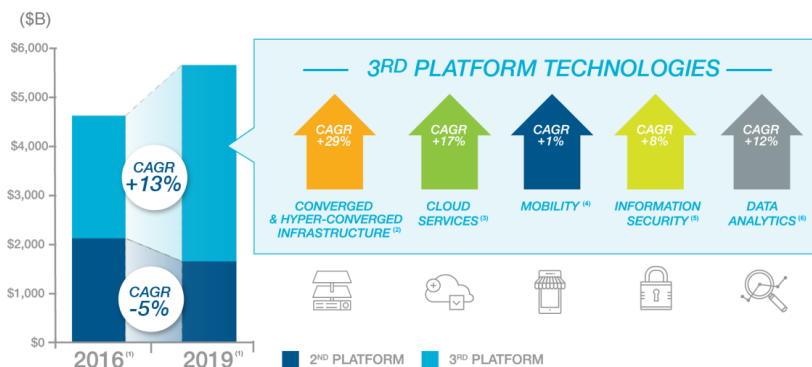 ($B)
$6,000
$5,000
$4,000
$3,000
$2,000
$1,000
$0
CAGR
+13%
CAGR
-5%
2016 (1)
2019 (1)
3RD PLATFORM TECHNOLOGIES
CAGR
+29%
CONVERGED
& HYPER-CONVERGED
INFRASTRUCTURE (2)
CAGR
+17%
CLOUD
SERVICES (3)
CAGR
+1%
MOBILITY (4)
CAGR
+8%
INFORMATION
SECURITY (5)
CAGR
+12%
DATA
ANALYTICS (6)
2ND PLATFORM
3RD PLATFORM